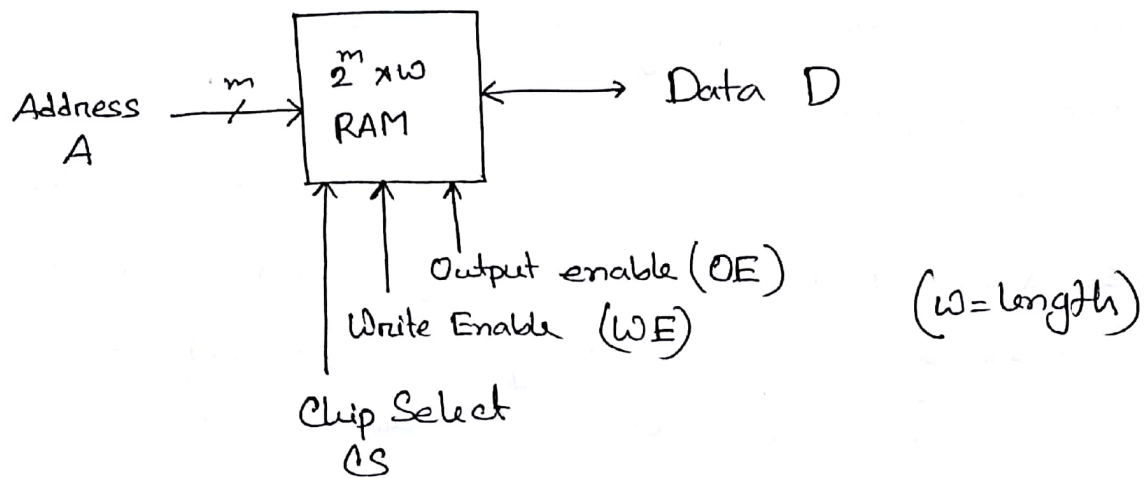 m
2^m x w
RAM
Address
A
Data D
Output enable (OE)
Write Enable (WE)
(w = length)
Chip Select
CS